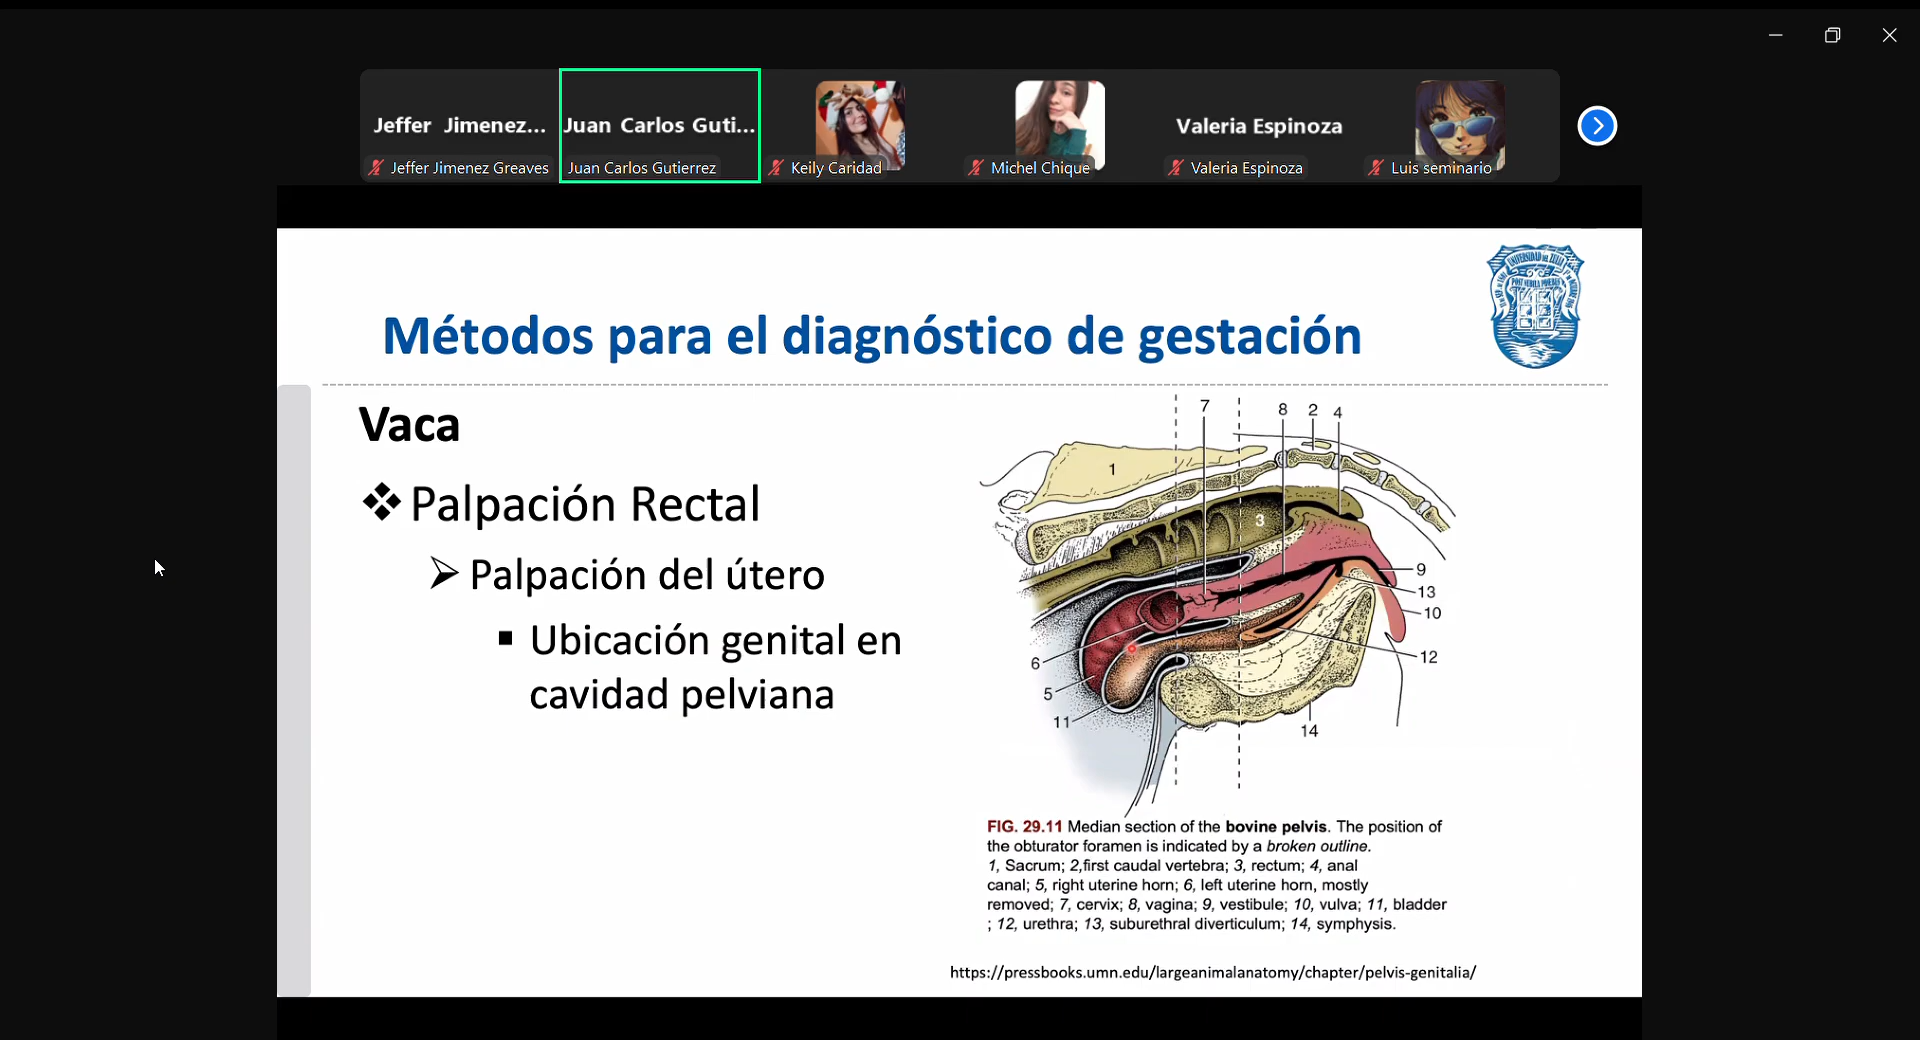 Jeffer Jimenez...
Juan Carlos Guti...
Valeria Espinoza
Jeffer Jimenez Greaves
Juan Carlos Gutierrez
Keily Caridad
Michel Chique
Valeria Espinoza
Luis seminario
Métodos para el diagnóstico de gestación
Vaca
Palpación Rectal
Palpación del útero
Ubicación genital en
cavidad pelviana
7
8 2 4
1
3
9
13
10
12
6
5
11
14
FIG. 29.11 Median section of the bovine pelvis. The position of
the obturator foramen is indicated by a broken outline.
1, Sacrum; 2,first caudal vertebra; 3, rectum; 4, anal
canal; 5, right uterine horn; 6, left uterine horn, mostly
removed; 7, cervix; 8, vagina; 9, vestibule; 10, vulva; 11, bladder
; 12, urethra; 13, suburethral diverticulum; 14, symphysis.
https://pressbooks.umn.edu/largeanimalanatomy/chapter/pelvis-genitalia/